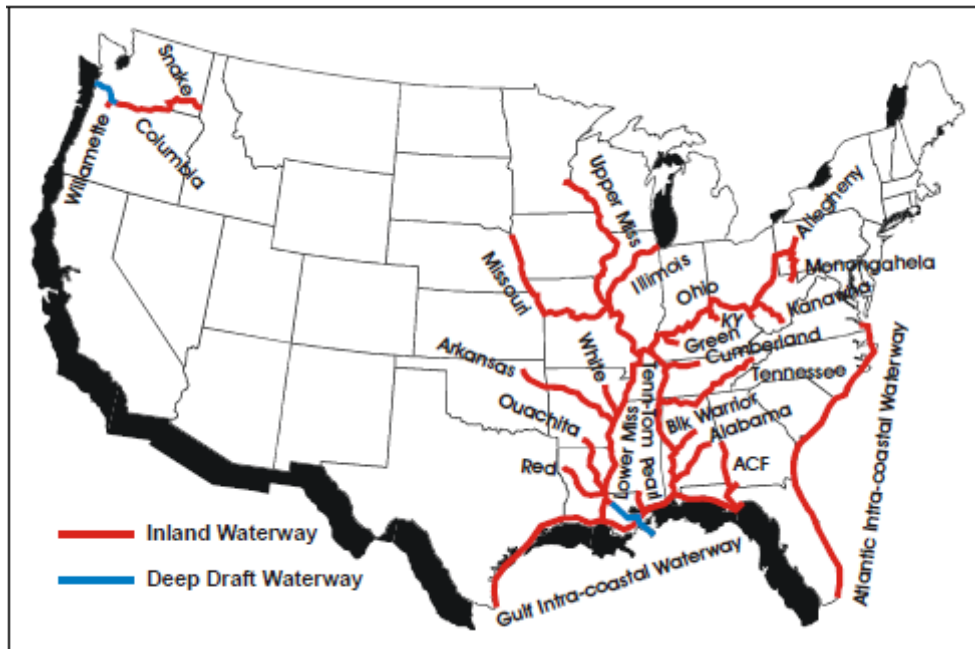 Snake
Willamette
Columbia
Upper Miss
Allegheny
Missouri
Illinois
Monongahela
Ohio
Kanawha
KY
Green
Cumberland
White
Arkansas
Tennessee
Tenn-Tom
Ouachita
Blk Warrior
Alabama
Lower Miss
Pearl
ACF
Red
Atlantic Intra-coastal Waterway
Gulf Intra-coastal Waterway
Inland Waterway
Deep Draft Waterway